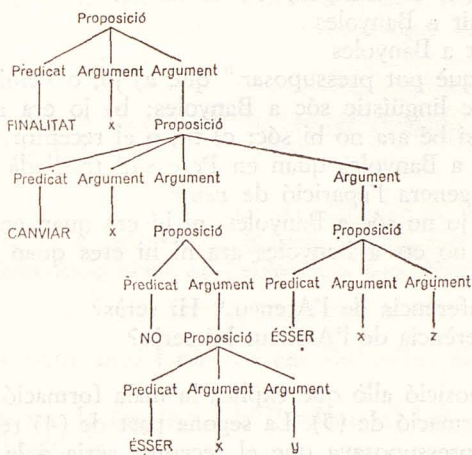 Proposició
Predicat Argument Argument
FINALITAT x Proposició
Predicat Argument Argument Argument
CANVIAR x Proposició Proposició
Predicat Argument Predicat Argument Argument
NO Proposició ÉSSER x z
Predicat Argument Argument
ÉSSER x y